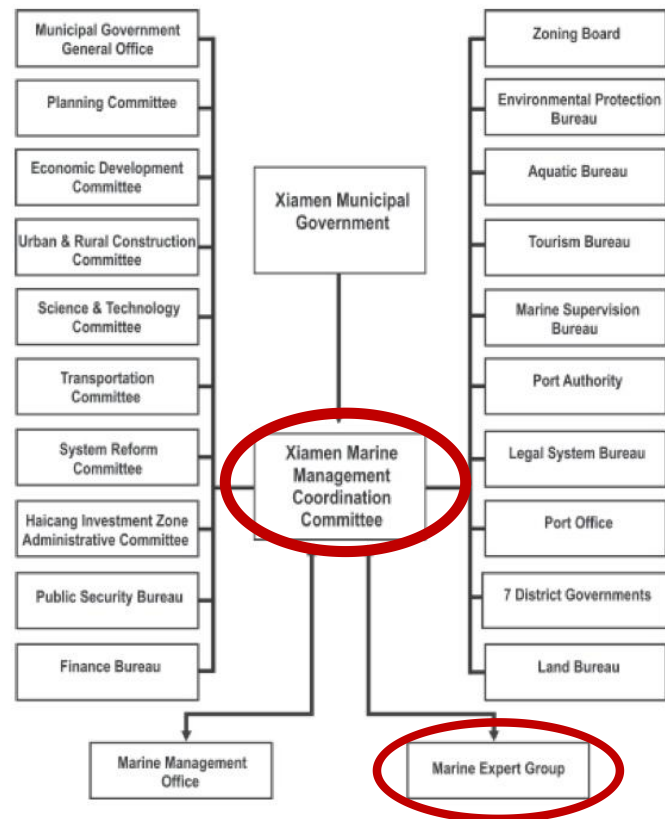 Municipal Government
General Office
Planning Committee
Economic Development
Committee
Urban & Rural Construction
Committee
Science & Technology
Committee
Transportation
Committee
System Reform
Committee
Haicang Investment Zone
Administrative Committee
Public Security Bureau
Finance Bureau
Xiamen Municipal
Government
Xiamen Marine
Management
Coordination
Committee
Zoning Board
Environmental Protection
Bureau
Aquatic Bureau
Tourism Bureau
Marine Supervision
Bureau
Port Authority
Legal System Bureau
Port Office
7 District Governments
Land Bureau
Marine Management
Office
Marine Expert Group